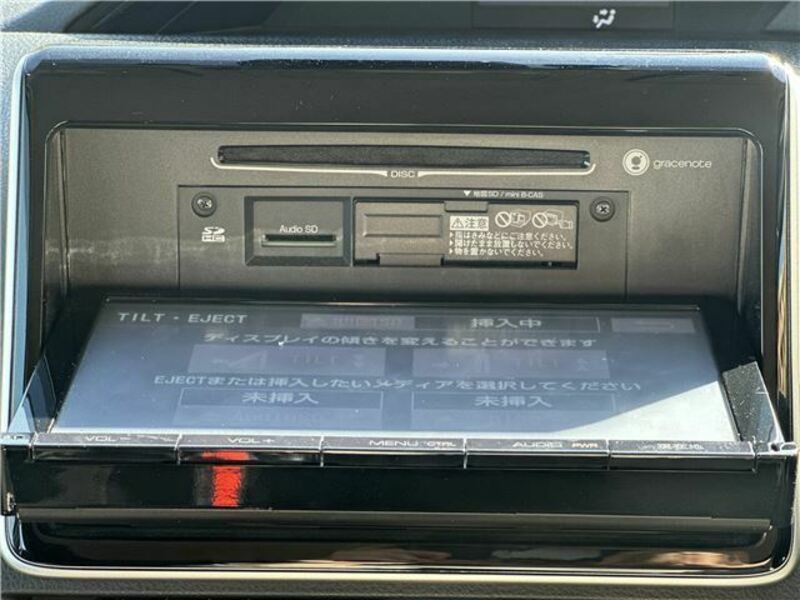 DISC
gracenote
▼地図SD / mini B-CAS
SD HC
Audio SD
注意
▶指はさみなどにご注意ください。
▶開けたまま放置しないでください。
▶物を置かないでください。
TILT・EJECT
挿入中
ディスプレイの傾きを変えることができます
TILT
TILT
EJECTまたは挿入したいメディアを選択してください
未挿入
未挿入
VOL－
VOL＋
MENU
CTRL
AUDIO
PWR